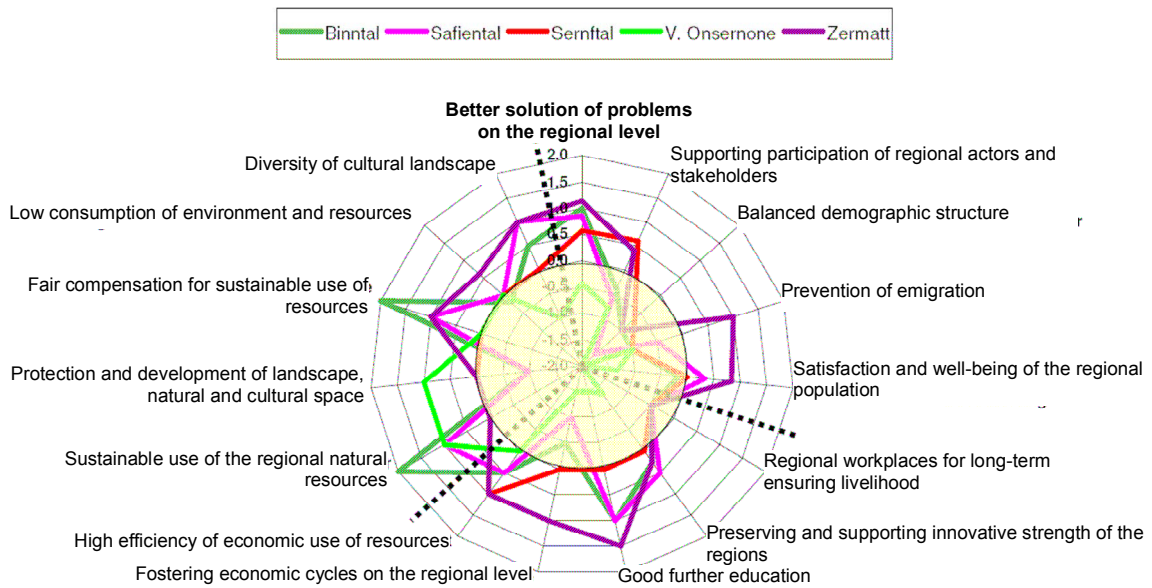 Binntal Safiental Sernftal V. Onsernone Zermatt
Better solution of problems
on the regional level
Diversity of cultural landscape
Supporting participation of regional actors and
stakeholders
Low consumption of environment and resources
Balanced demographic structure
Fair compensation for sustainable use of
resources
Prevention of emigration
Protection and development of landscape,
natural and cultural space
Satisfaction and well-being of the regional
population
Sustainable use of the regional natural
resources
Regional workplaces for long-term
ensuring livelihood
High efficiency of economic use of resources
Preserving and supporting innovative strength of the
regions
Fostering economic cycles on the regional level
Good further education
2.0
1.5
1.0
0.5
0.0
-0.5
-1.0
-1.5
-2.0